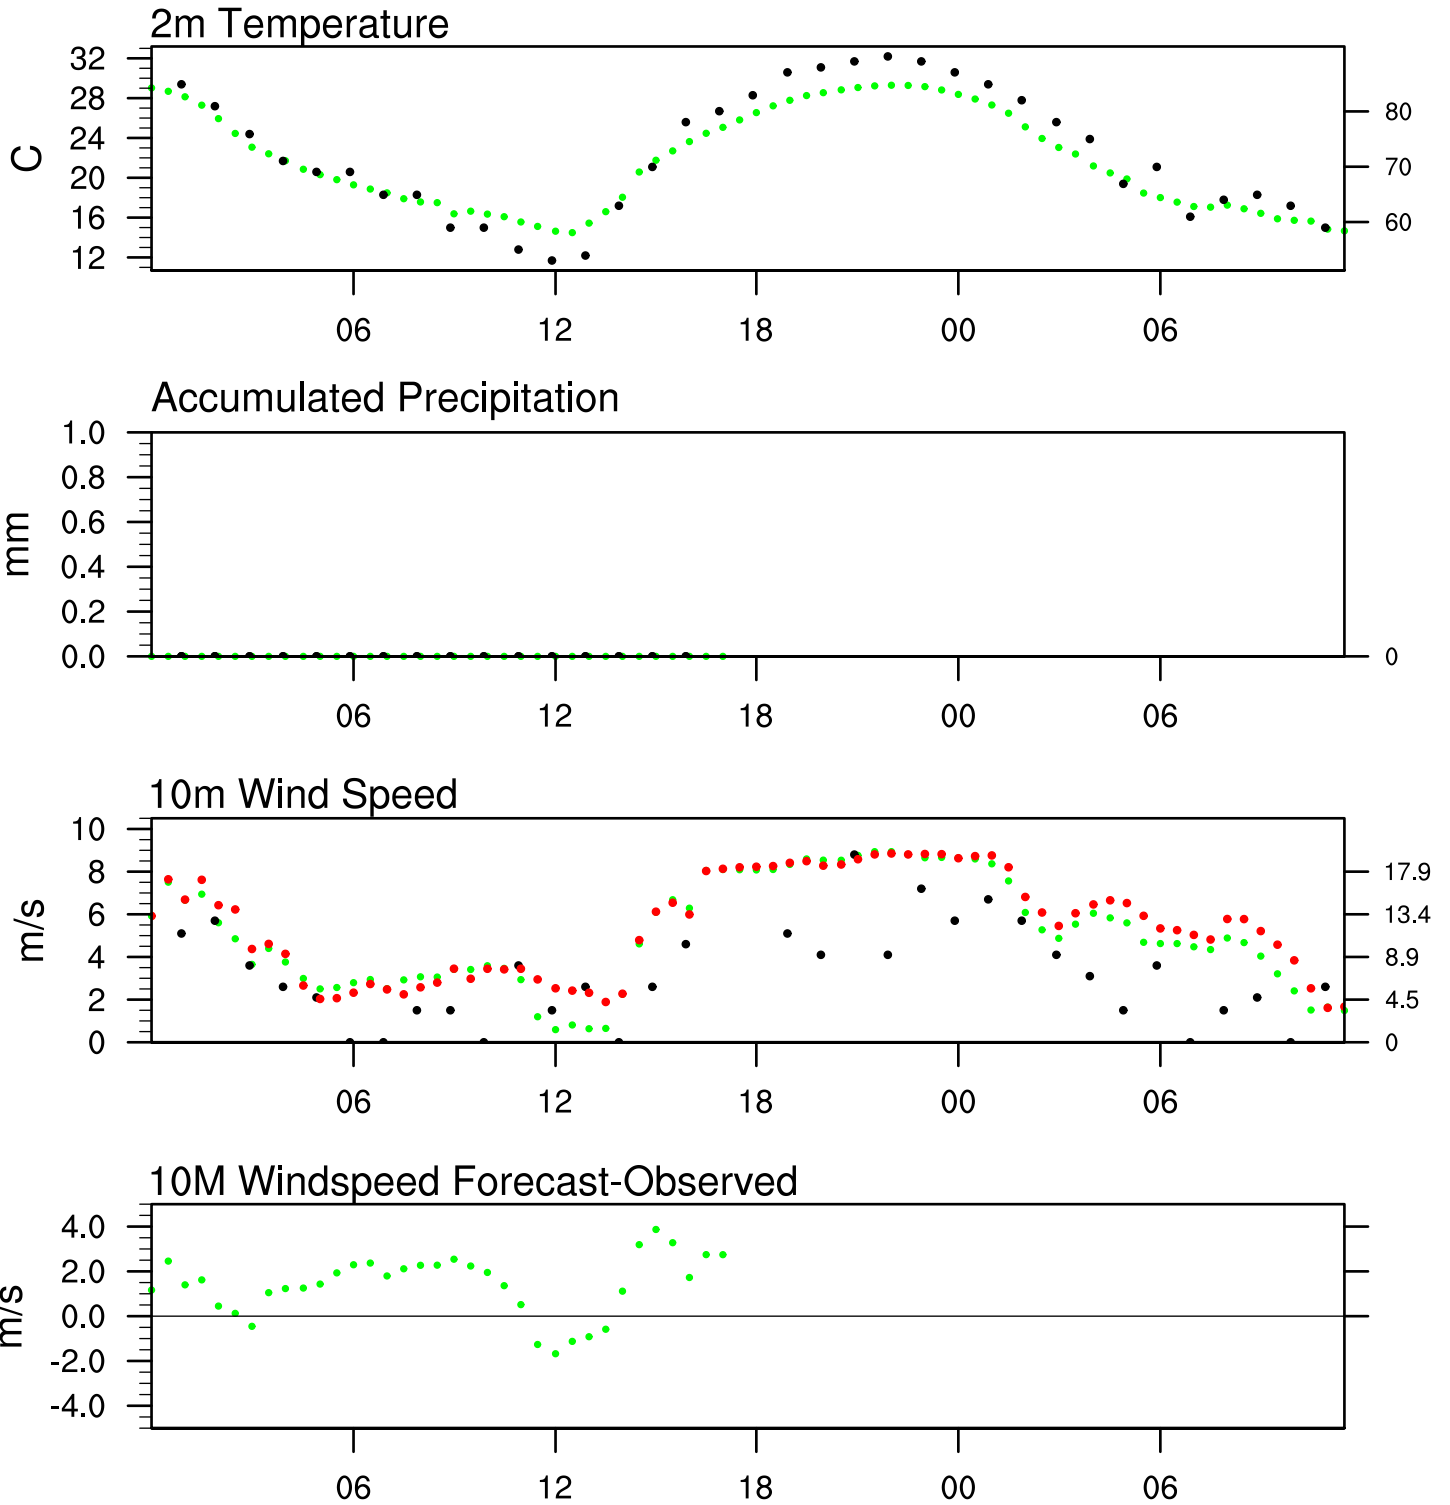 2m Temperature
32
28
24
20
16
12
C
80
70
60
06 12 18 00 06
Accumulated Precipitation
1.0
0.8
0.6
0.4
0.2
0.0
mm
0
06 12 18 00 06
10m Wind Speed
10
8
6
4
2
0
m/s
17.9
13.4
8.9
4.5
0
06 12 18 00 06
10M Windspeed Forecast-Observed
4.0
2.0
0.0
-2.0
-4.0
m/s
06 12 18 00 06